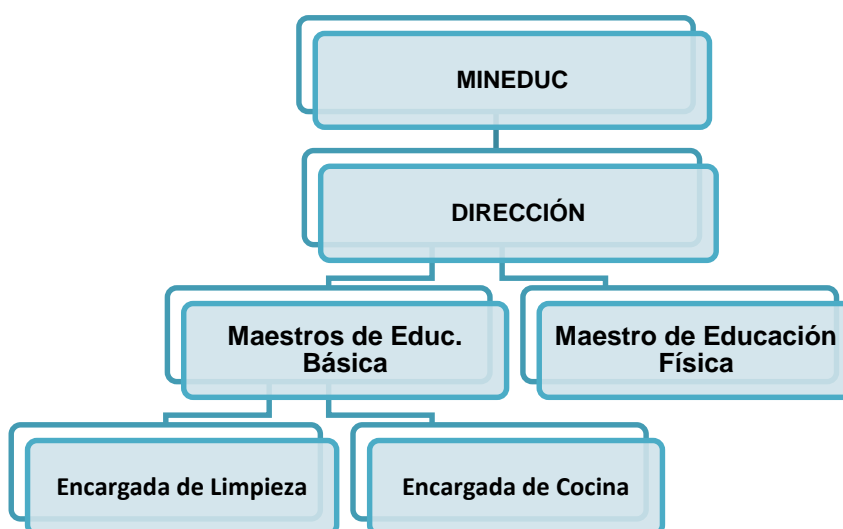 MINEDUC
DIRECCIÓN
Maestros de Educ.
Básica
Maestro de Educación
Física
Encargada de Limpieza
Encargada de Cocina